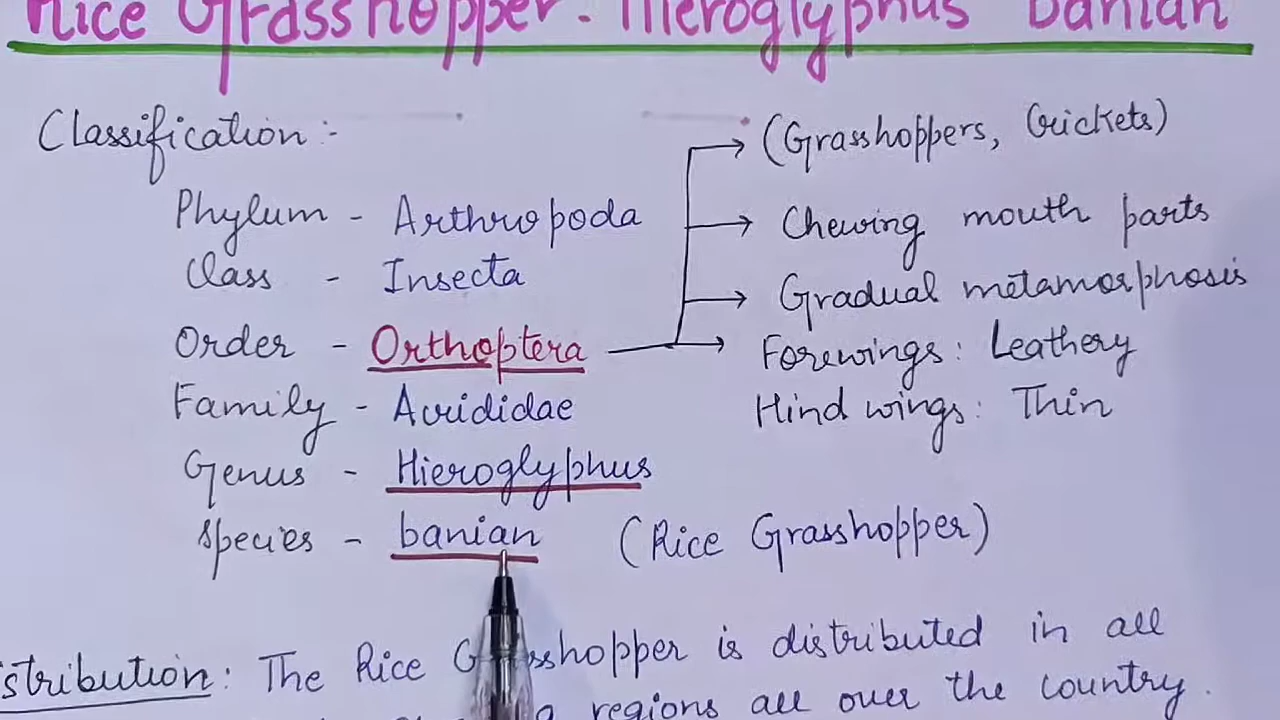 Rice Grasshopper - Hieroglyphus banian
Classification :-
Phylum - Arthropoda
Class - Insecta
Order - Orthoptera
Family - Acrididae
Genus - Hieroglyphus
Species - banian (Rice Grasshopper)
(Grasshoppers, Crickets)
Chewing mouth parts
Gradual metamorphosis
Forewings : Leathery
Hind wings : Thin
stribution : The Rice Grasshopper is distributed in all
regions all over the country.